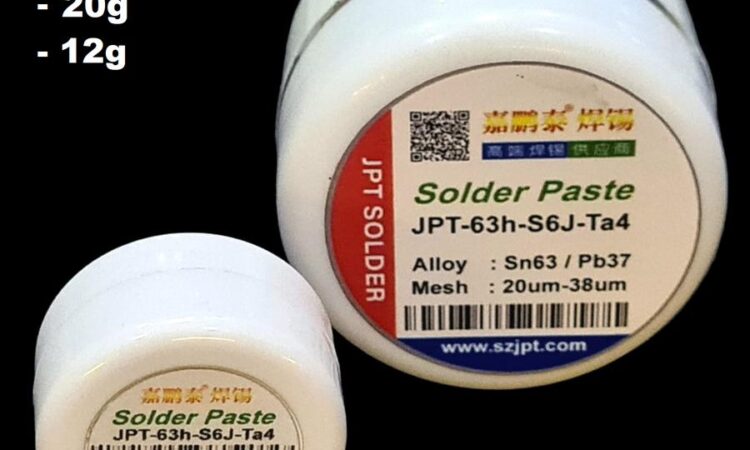 - 20g
- 12g
JPT SOLDER
嘉鹏泰® 焊锡
高端焊锡 供应商
Solder Paste
JPT-63h-S6J-Ta4
Alloy : Sn63 / Pb37
Mesh : 20um-38um
www.szjpt.com
嘉鹏泰® 焊锡
Solder Paste
JPT-63h-S6J-Ta4